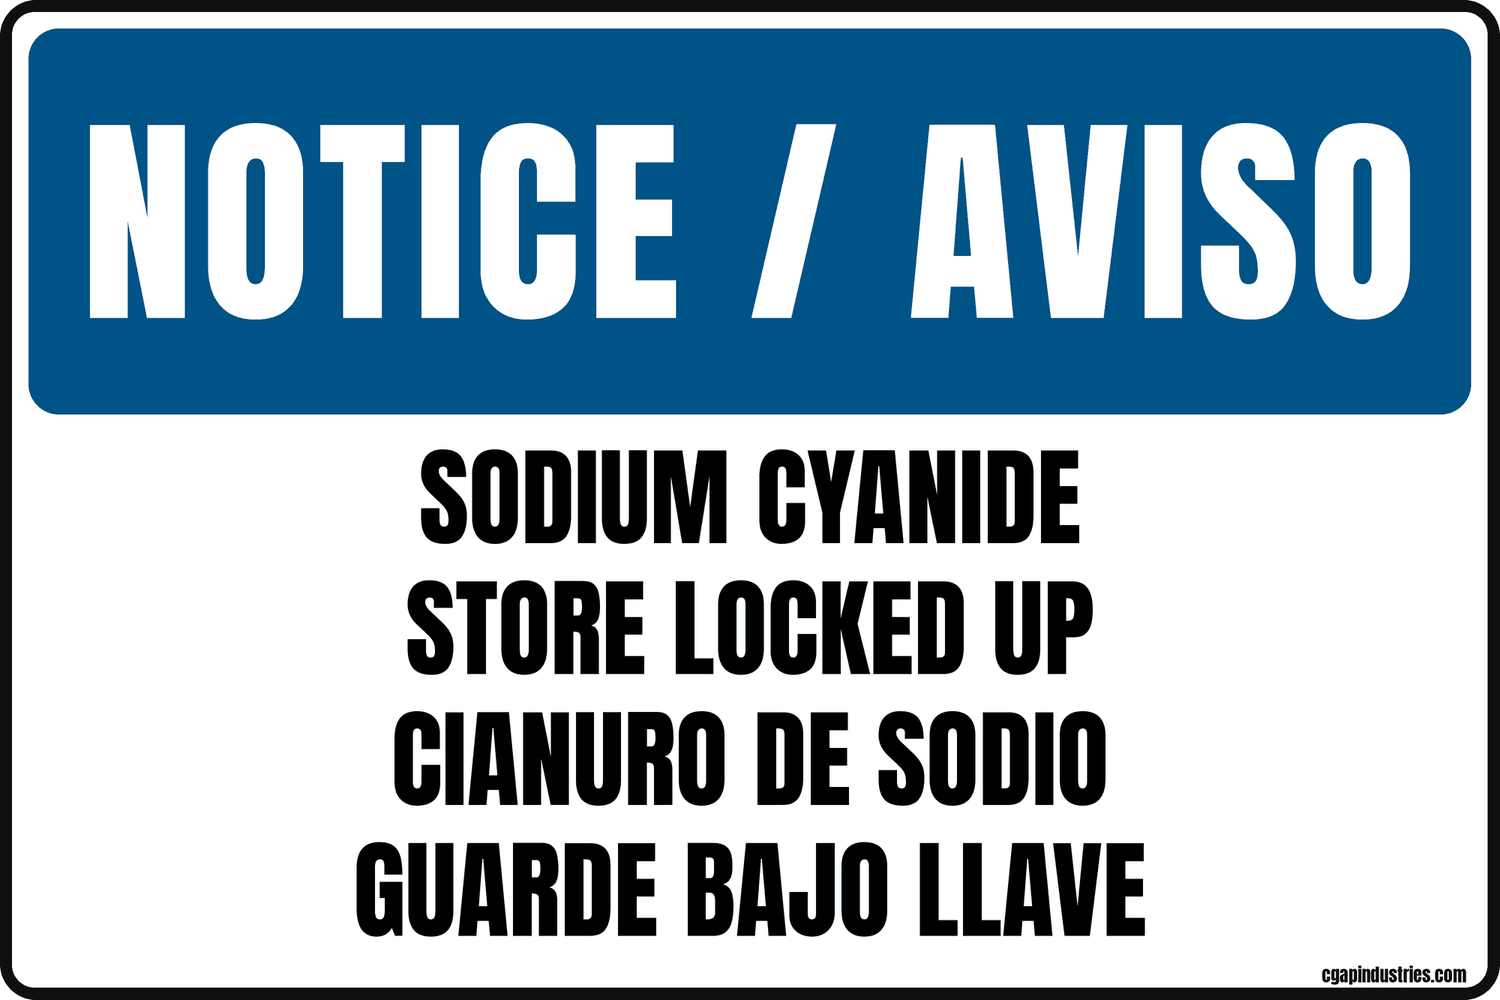 NOTICE / AVISO
SODIUM CYANIDE
STORE LOCKED UP
CIANURO DE SODIO
GUARDE BAJO LLAVE
cgapindustries.com